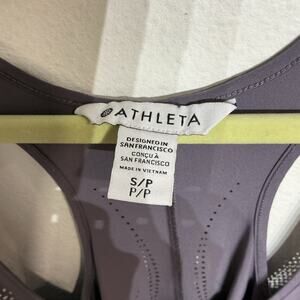 ATHLETA
DESIGNED IN
SAN FRANCISCO
CONÇU À
SAN FRANCISCO
MADE IN VIETNAM
S/P
P/P